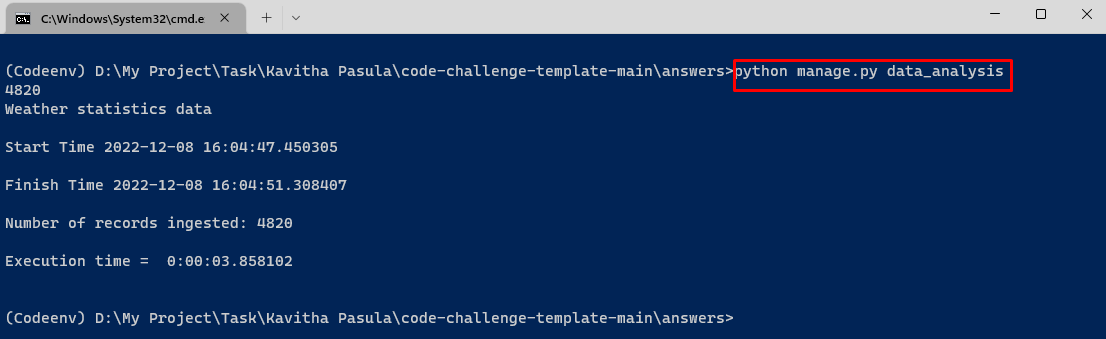 C:\Windows\System32\cmd.e
(Codeenv) D:\My Project\Task\Kavitha Pasula\code-challenge-template-main\answers>python manage.py data_analysis
4820
Weather statistics data
Start Time 2022-12-08 16:04:47.450305
Finish Time 2022-12-08 16:04:51.308407
Number of records ingested: 4820
Execution time =  0:00:03.858102
(Codeenv) D:\My Project\Task\Kavitha Pasula\code-challenge-template-main\answers>